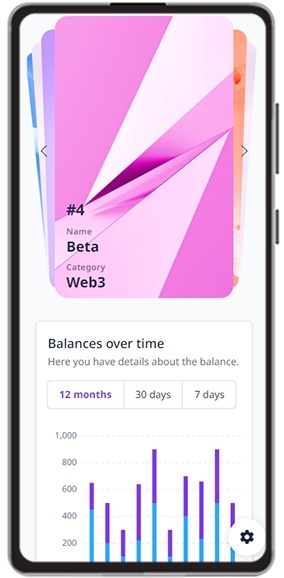 #4
Name
Beta
Category
Web3
Balances over time
Here you have details about the balance.
12 months 30 days 7 days
1,000
800
600
400
200